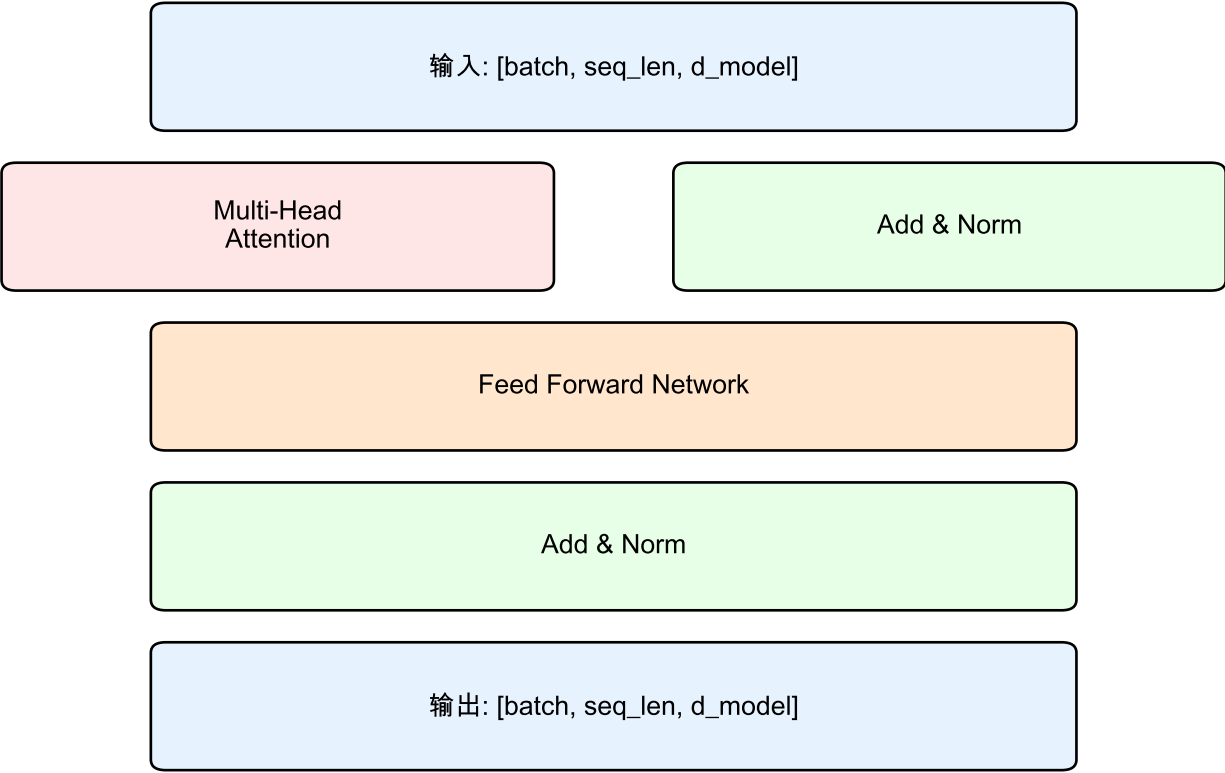 输入: [batch, seq_len, d_model]
Multi-Head
Attention
Add & Norm
Feed Forward Network
Add & Norm
输出: [batch, seq_len, d_model]